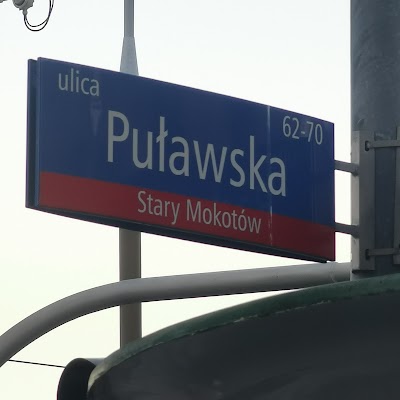 ulica
62-70
Puławska
Stary Mokotów